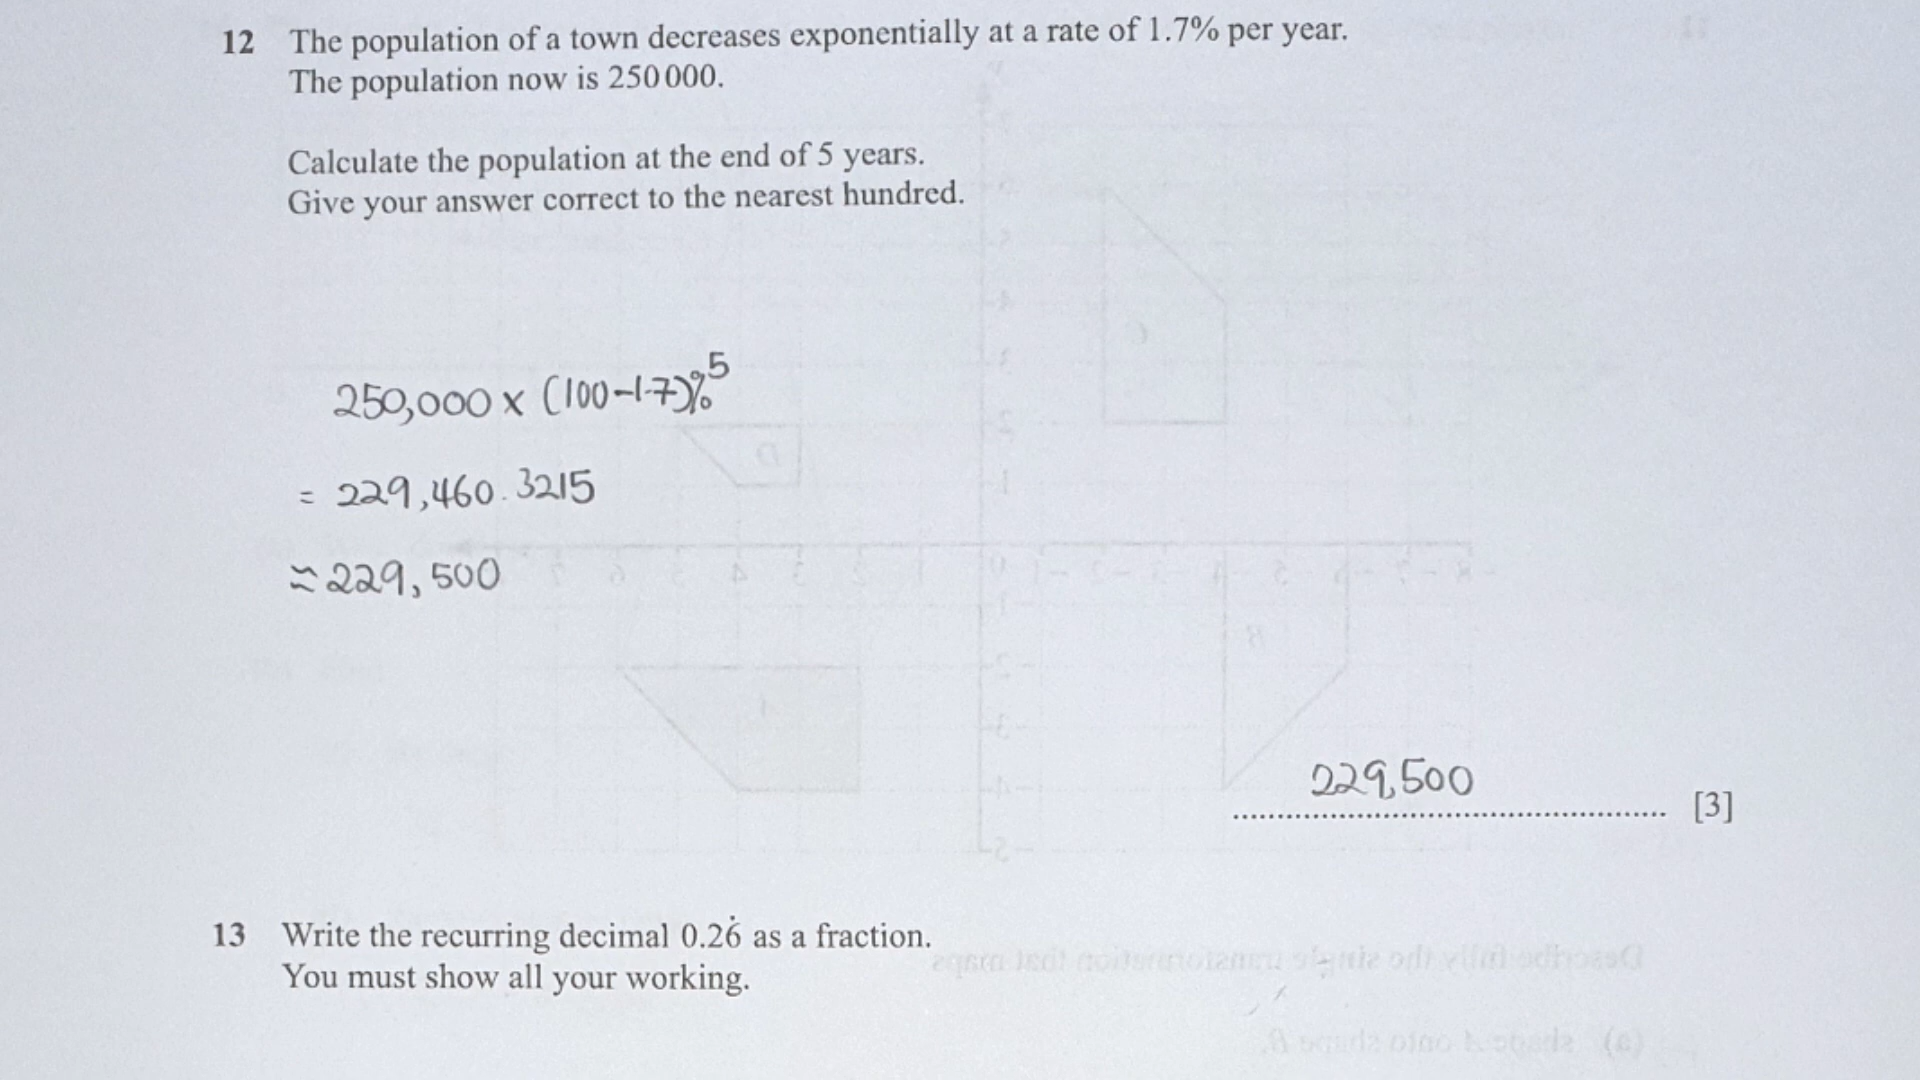 12 The population of a town decreases exponentially at a rate of 1.7% per year.
The population now is 250 000.
Calculate the population at the end of 5 years.
Give your answer correct to the nearest hundred.
250,000 x (100-1.7)%⁵
= 229,460.3215
≈ 229,500
229,500 [3]
13 Write the recurring decimal 0.26̇ as a fraction.
You must show all your working.